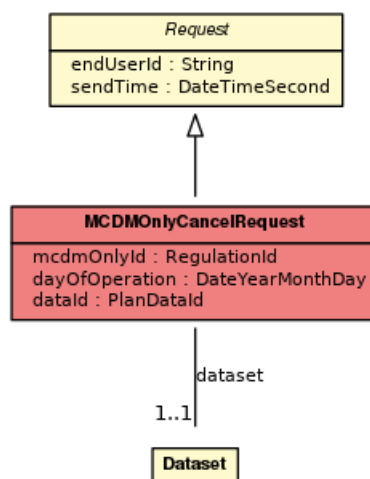 Request
endUserId : String
sendTime : DateTimeSecond
MCDMOnlyCancelRequest
mcdmOnlyId : RegulationId
dayOfOperation : DateYearMonthDay
dataId : PlanDataId
dataset
1..1
Dataset